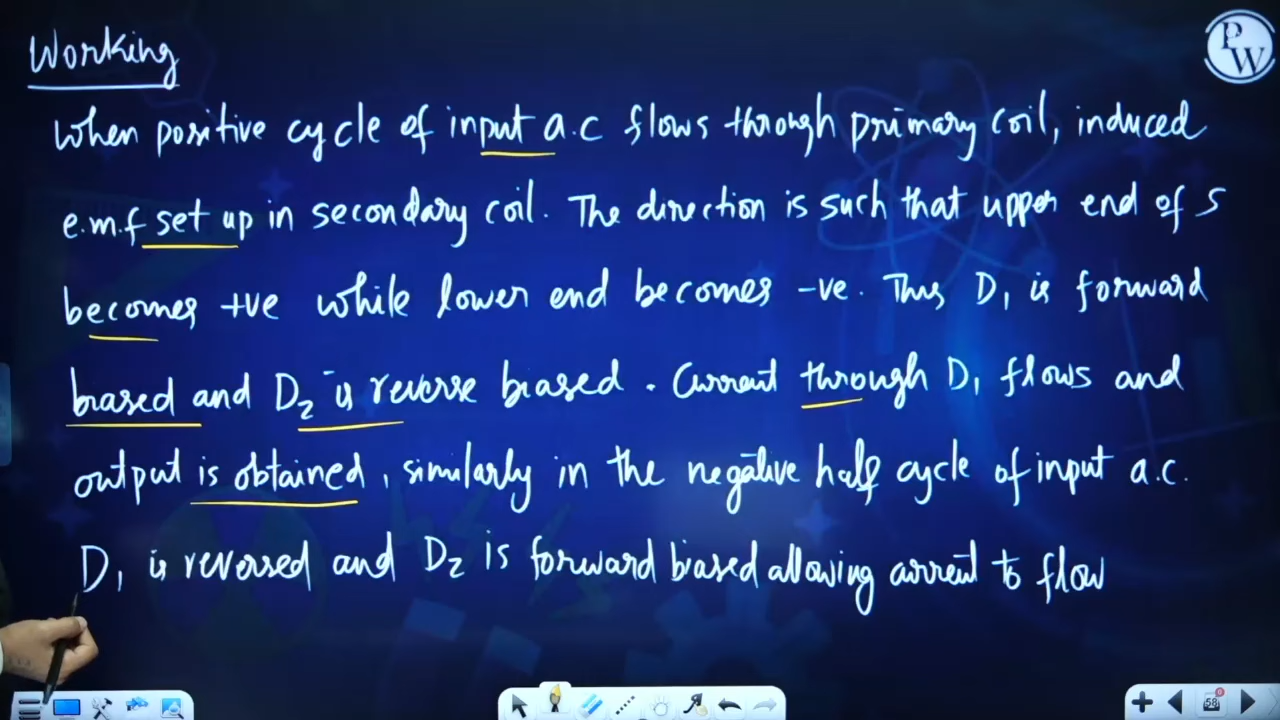 Working
PW
When positive cycle of input a.c flows through primary coil, induced
e.m.f set up in secondary coil. The direction is such that upper end of S
becomes +ve while lower end becomes -ve. Thus D1 is forward
biased and D2 is reverse biased. Current through D1 flows and
output is obtained, similarly in the negative half cycle of input a.c.
D1 is reversed and D2 is forward biased allowing current to flow
58